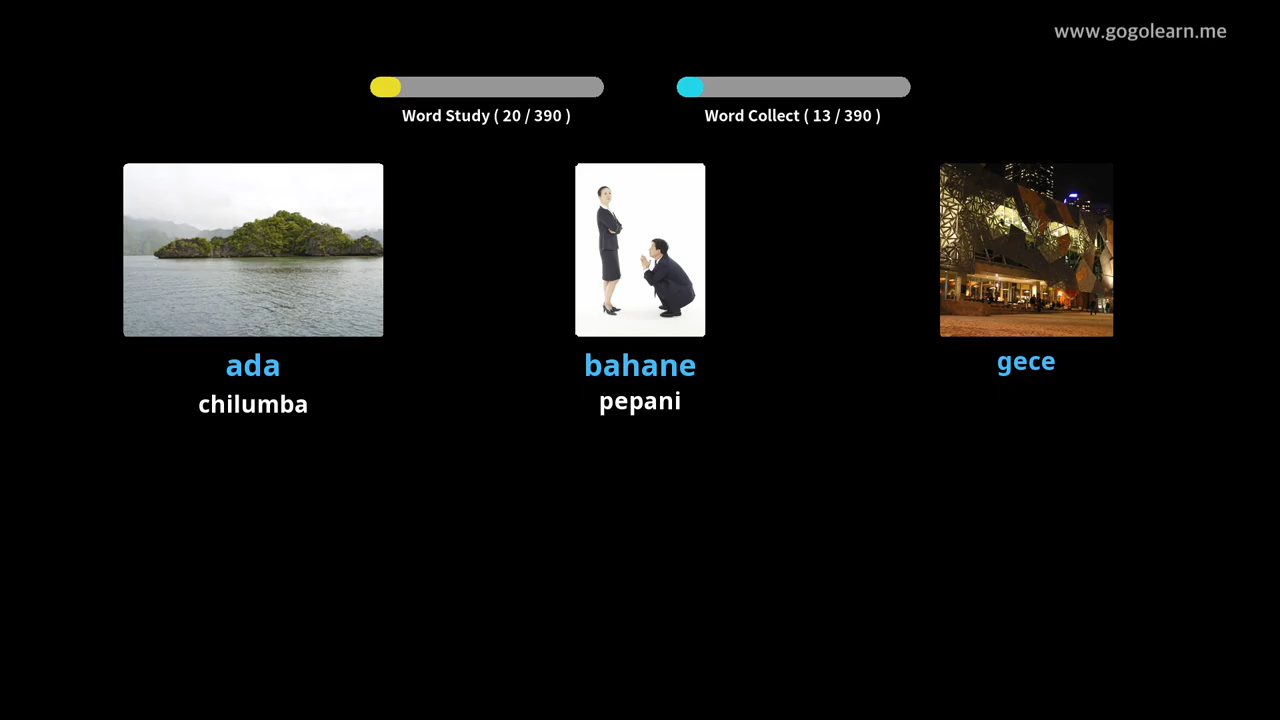 www.gogolearn.me
Word Study ( 20 / 390 )
Word Collect ( 13 / 390 )
ada
chilumba
bahane
pepani
gece